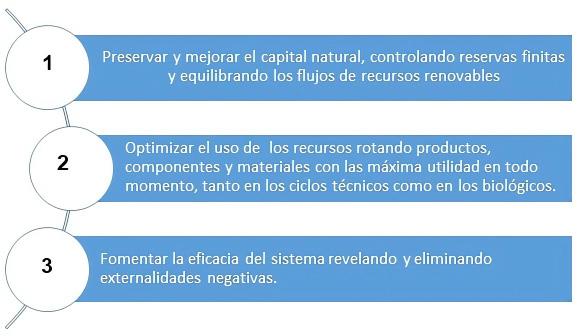 1
Preservar y mejorar el capital natural, controlando reservas finitas
y equilibrando los flujos de recursos renovables
2
Optimizar el uso de los recursos rotando productos,
componentes y materiales con las máxima utilidad en todo
momento, tanto en los ciclos técnicos como en los biológicos.
3
Fomentar la eficacia del sistema revelando y eliminando
externalidades negativas.